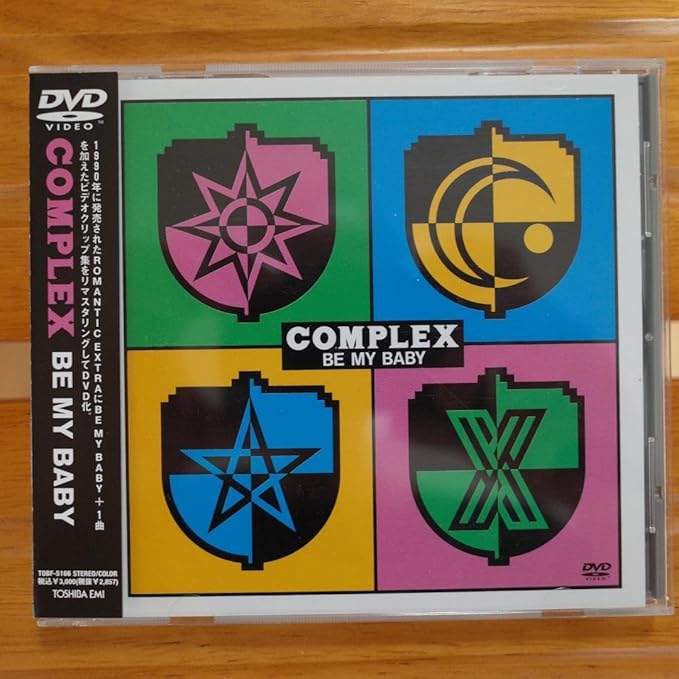 DVD
VIDEO™
COMPLEX BE MY BABY
1990年に発売されたROMANTIC EXTRAにBE MY BABY+1曲
を加えたビデオクリップ集をリマスタリングしてDVD化。
TOBF-5166 STEREO/COLOR
税込¥3,000(税抜¥2,857)
TOSHIBA EMI
COMPLEX
BE MY BABY
DVD
VIDEO™